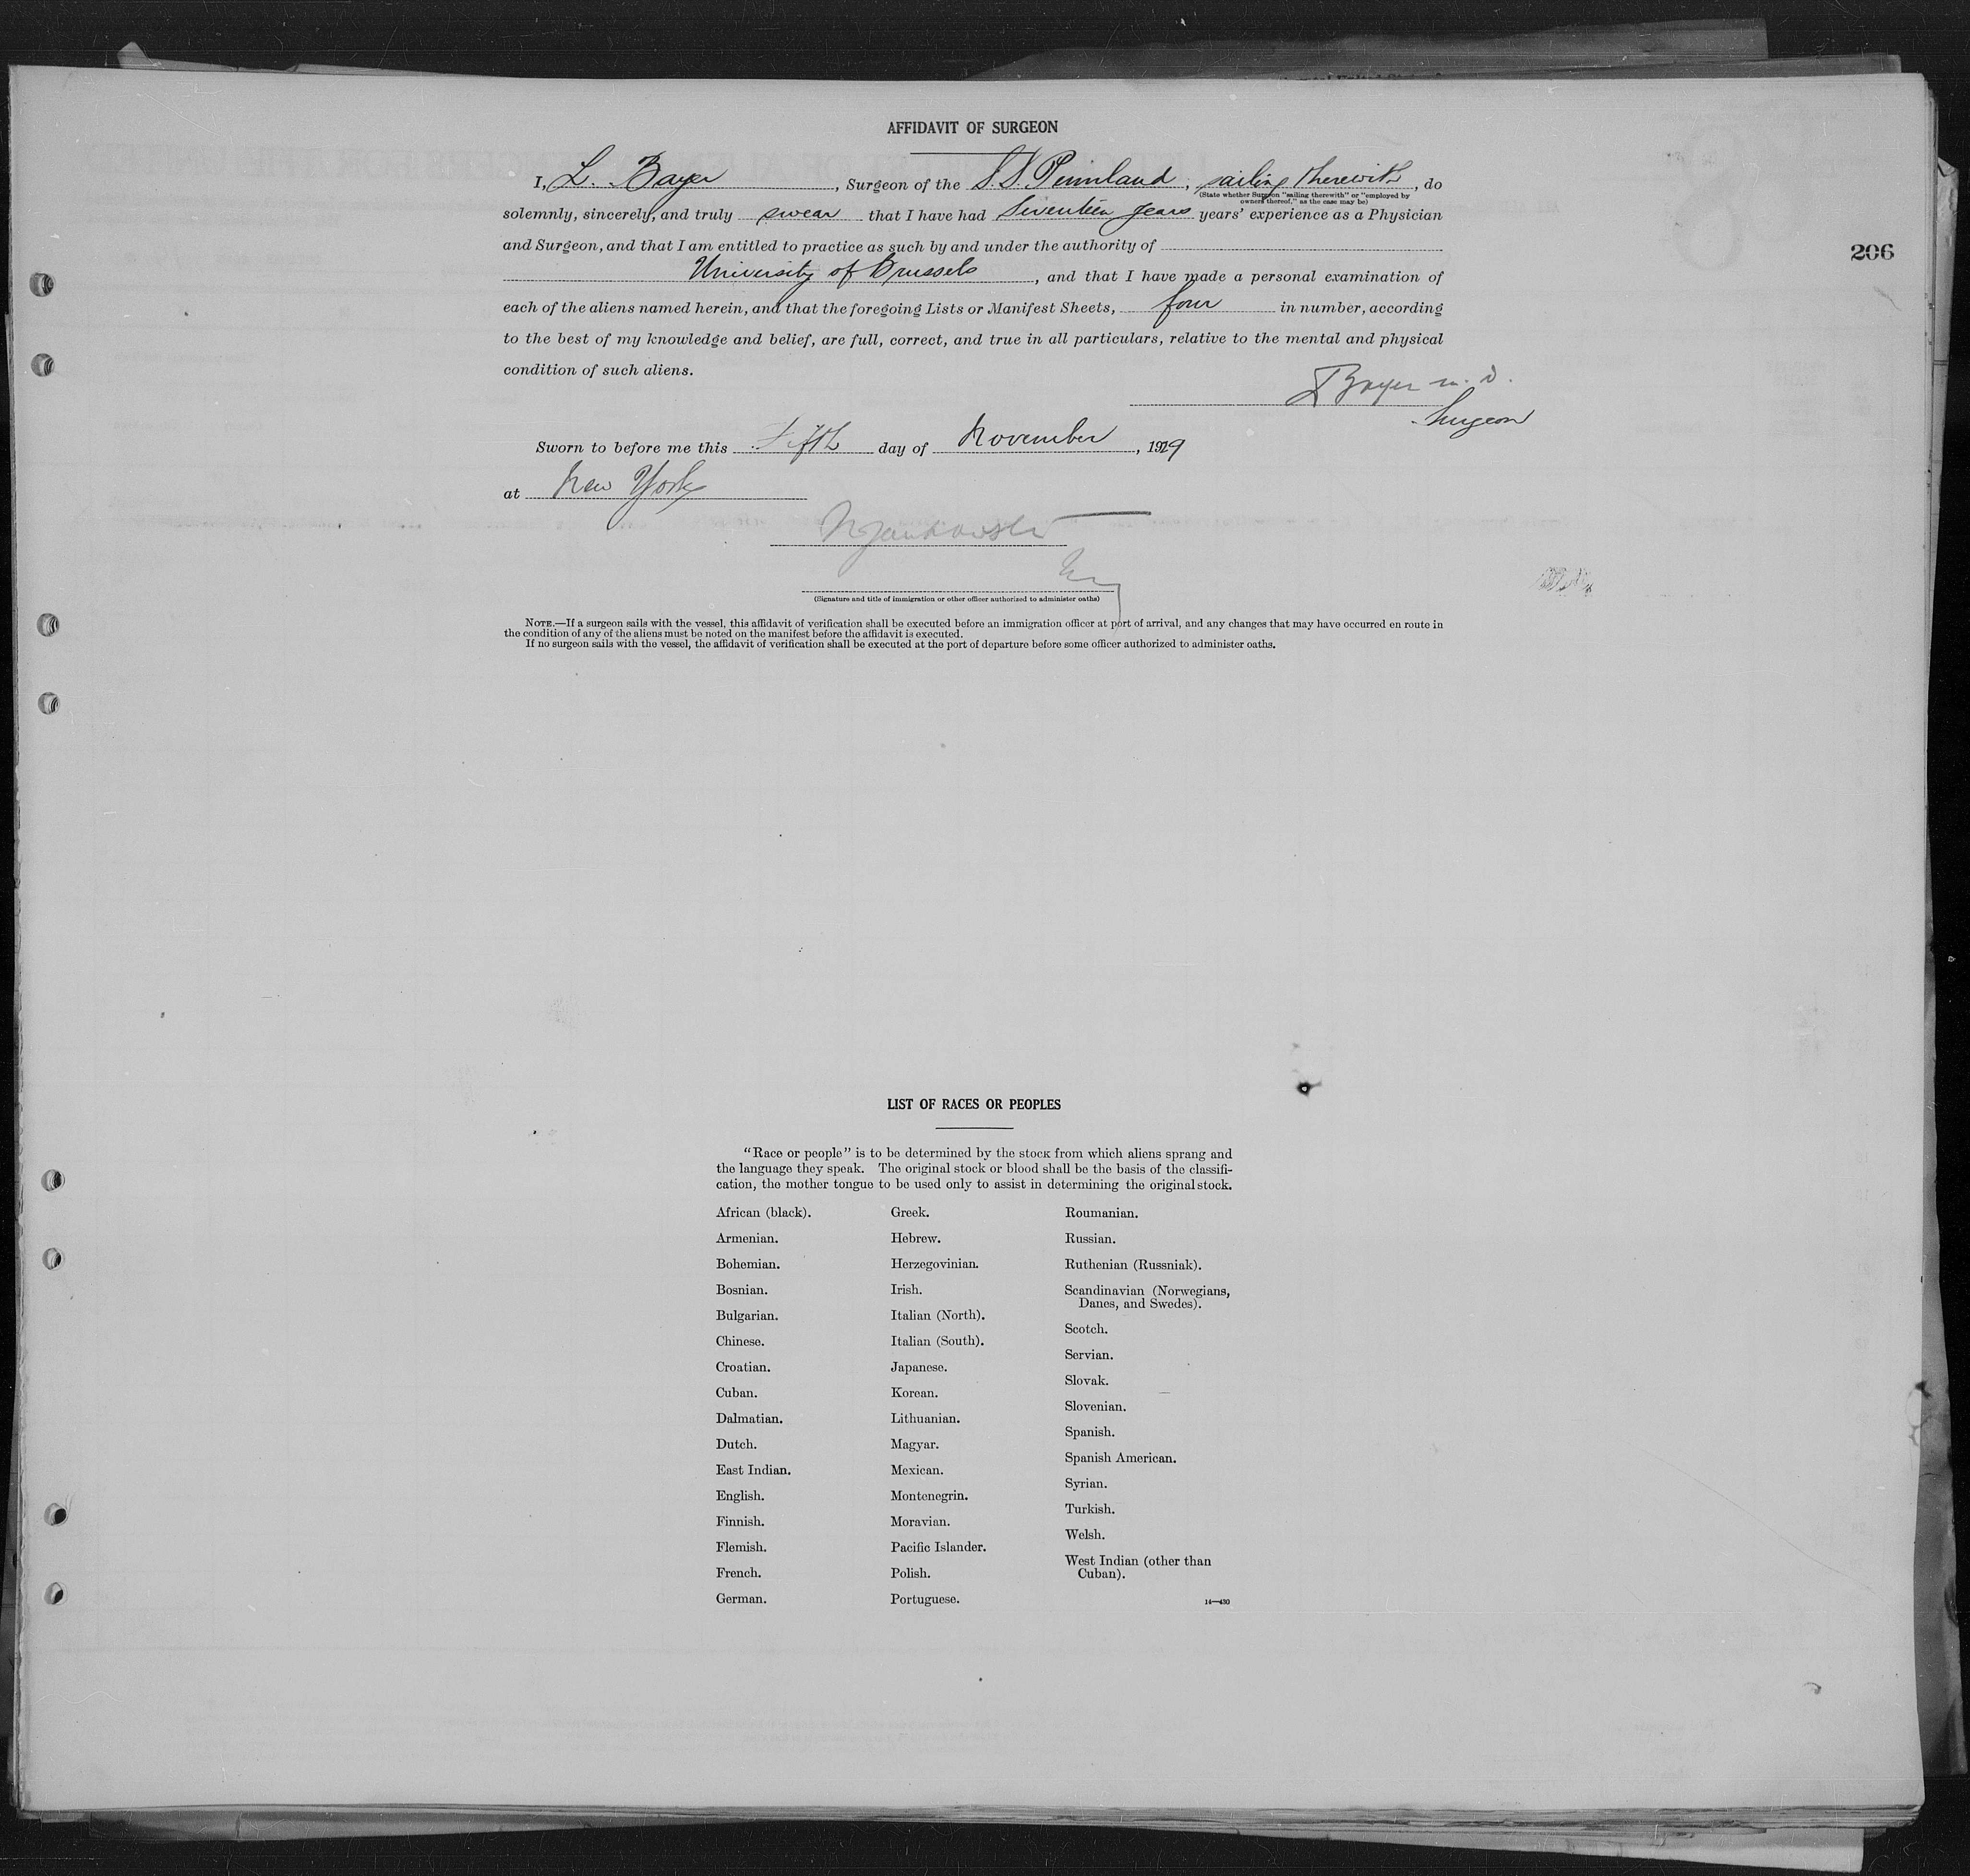 AFFIDAVIT OF SURGEON
I, L. Bayer, Surgeon of the S.S. Pennland, sailing therewith, do
(State whether Surgeon "sailing therewith" or "employed by
owners thereof," as the case may be)
solemnly, sincerely, and truly swear that I have had Seventeen years years' experience as a Physician
and Surgeon, and that I am entitled to practice as such by and under the authority of
206
University of Brussels, and that I have made a personal examination of
each of the aliens named herein, and that the foregoing Lists or Manifest Sheets, four in number, according
to the best of my knowledge and belief, are full, correct, and true in all particulars, relative to the mental and physical
condition of such aliens.
L Bayer M.D.
Surgeon
Sworn to before me this Fifth day of November, 1929
at New York
(Signature and title of immigration or other officer authorized to administer oaths)
NOTE.—If a surgeon sails with the vessel, this affidavit of verification shall be executed before an immigration officer at port of arrival, and any changes that may have occurred en route in
the condition of any of the aliens must be noted on the manifest before the affidavit is executed.
If no surgeon sails with the vessel, the affidavit of verification shall be executed at the port of departure before some officer authorized to administer oaths.
LIST OF RACES OR PEOPLES
"Race or people" is to be determined by the stock from which aliens sprang and
the language they speak. The original stock or blood shall be the basis of the classifi-
cation, the mother tongue to be used only to assist in determining the original stock.
African (black).
Armenian.
Bohemian.
Bosnian.
Bulgarian.
Chinese.
Croatian.
Cuban.
Dalmatian.
Dutch.
East Indian.
English.
Finnish.
Flemish.
French.
German.
Greek.
Hebrew.
Herzegovinian.
Irish.
Italian (North).
Italian (South).
Japanese.
Korean.
Lithuanian.
Magyar.
Mexican.
Montenegrin.
Moravian.
Pacific Islander.
Polish.
Portuguese.
Roumanian.
Russian.
Ruthenian (Russniak).
Scandinavian (Norwegians,
Danes, and Swedes).
Scotch.
Servian.
Slovak.
Slovenian.
Spanish.
Spanish American.
Syrian.
Turkish.
Welsh.
West Indian (other than
Cuban).
14—430